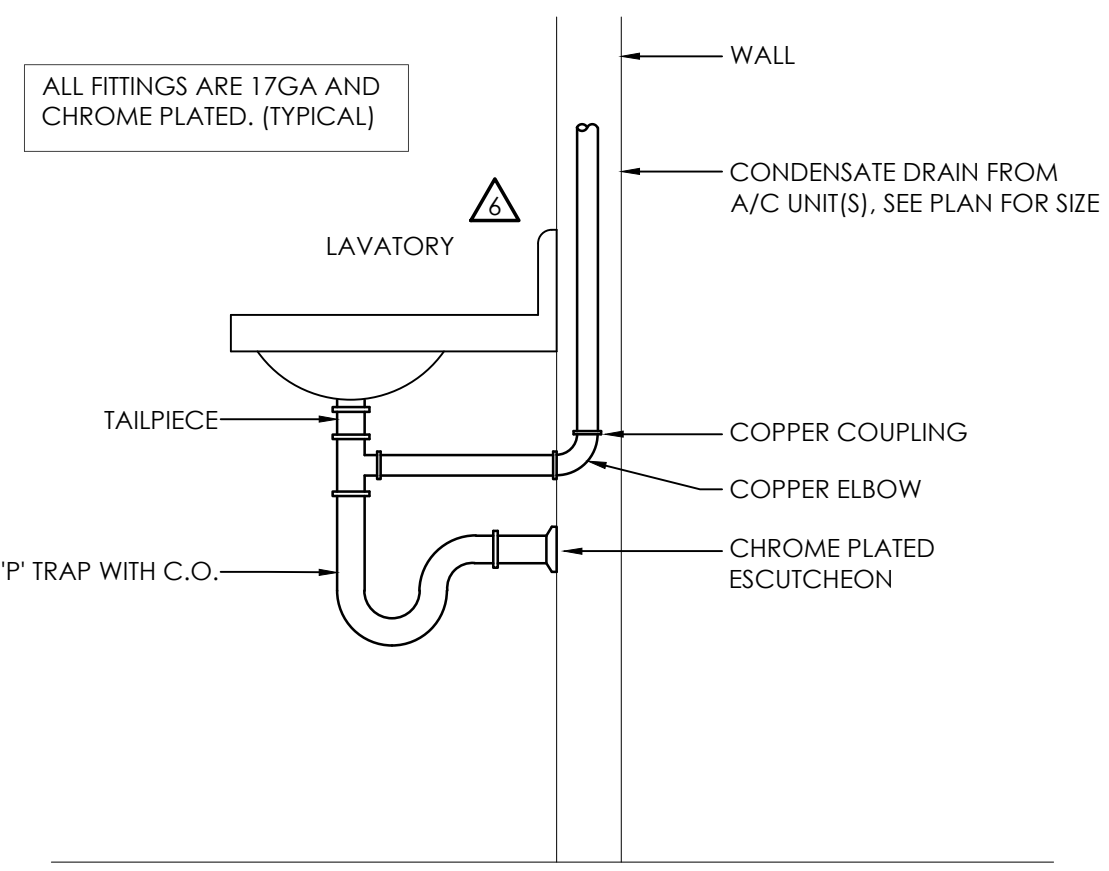 ALL FITTINGS ARE 17GA AND
CHROME PLATED. (TYPICAL)
WALL
CONDENSATE DRAIN FROM
A/C UNIT(S), SEE PLAN FOR SIZE
6
LAVATORY
TAILPIECE
COPPER COUPLING
COPPER ELBOW
CHROME PLATED
ESCUTCHEON
'P' TRAP WITH C.O.